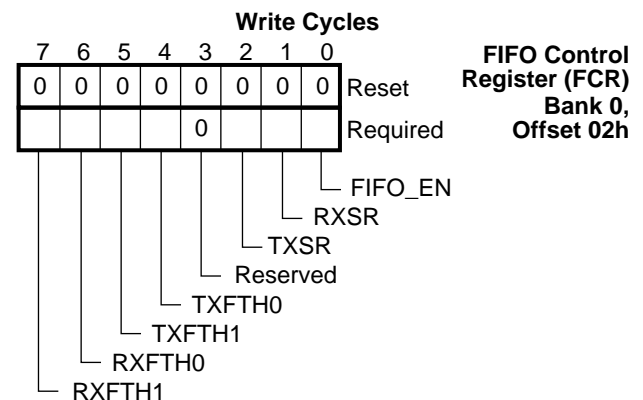 Write Cycles
7 6 5 4 3 2 1 0
0 0 0 0 0 0 0 0 Reset
0 Required
FIFO Control
Register (FCR)
Bank 0,
Offset 02h
FIFO_EN
RXSR
TXSR
Reserved
TXFTH0
TXFTH1
RXFTH0
RXFTH1